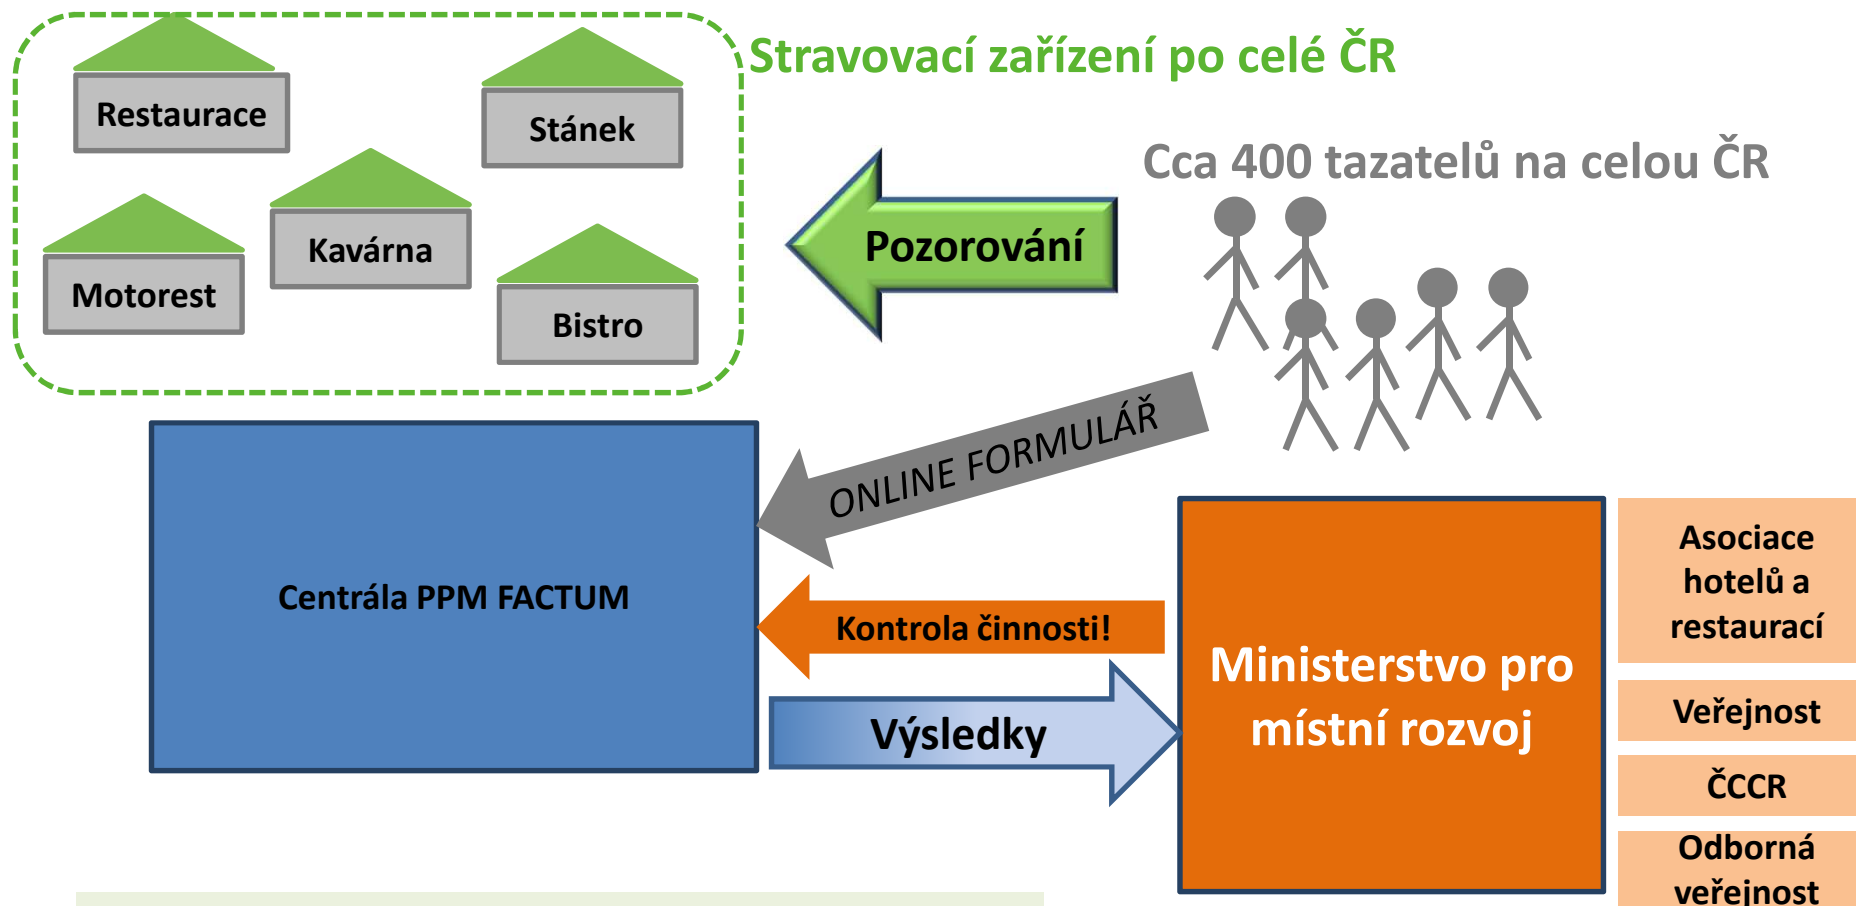 Stravovací zařízení po celé ČR
Restaurace
Stánek
Kavárna
Motorest
Bistro
Cca 400 tazatelů na celou ČR
Pozorování
ONLINE FORMULÁŘ
Centrála PPM FACTUM
Kontrola činnosti!
Výsledky
Ministerstvo pro
místní rozvoj
Asociace
hotelů a
restaurací
Veřejnost
ČCCR
Odborná
veřejnost